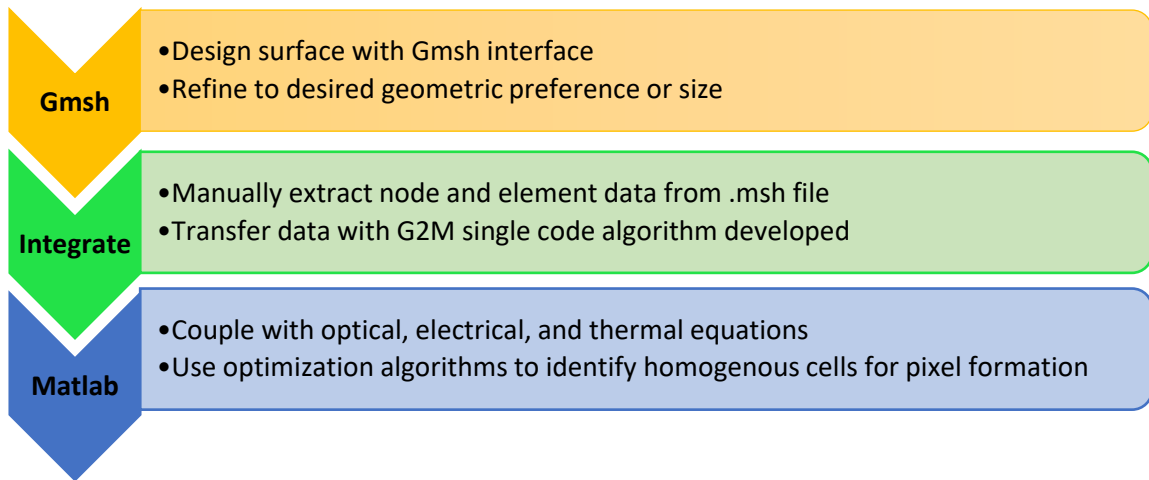 Gmsh
•Design surface with Gmsh interface
•Refine to desired geometric preference or size
Integrate
•Manually extract node and element data from .msh file
•Transfer data with G2M single code algorithm developed
Matlab
•Couple with optical, electrical, and thermal equations
•Use optimization algorithms to identify homogenous cells for pixel formation